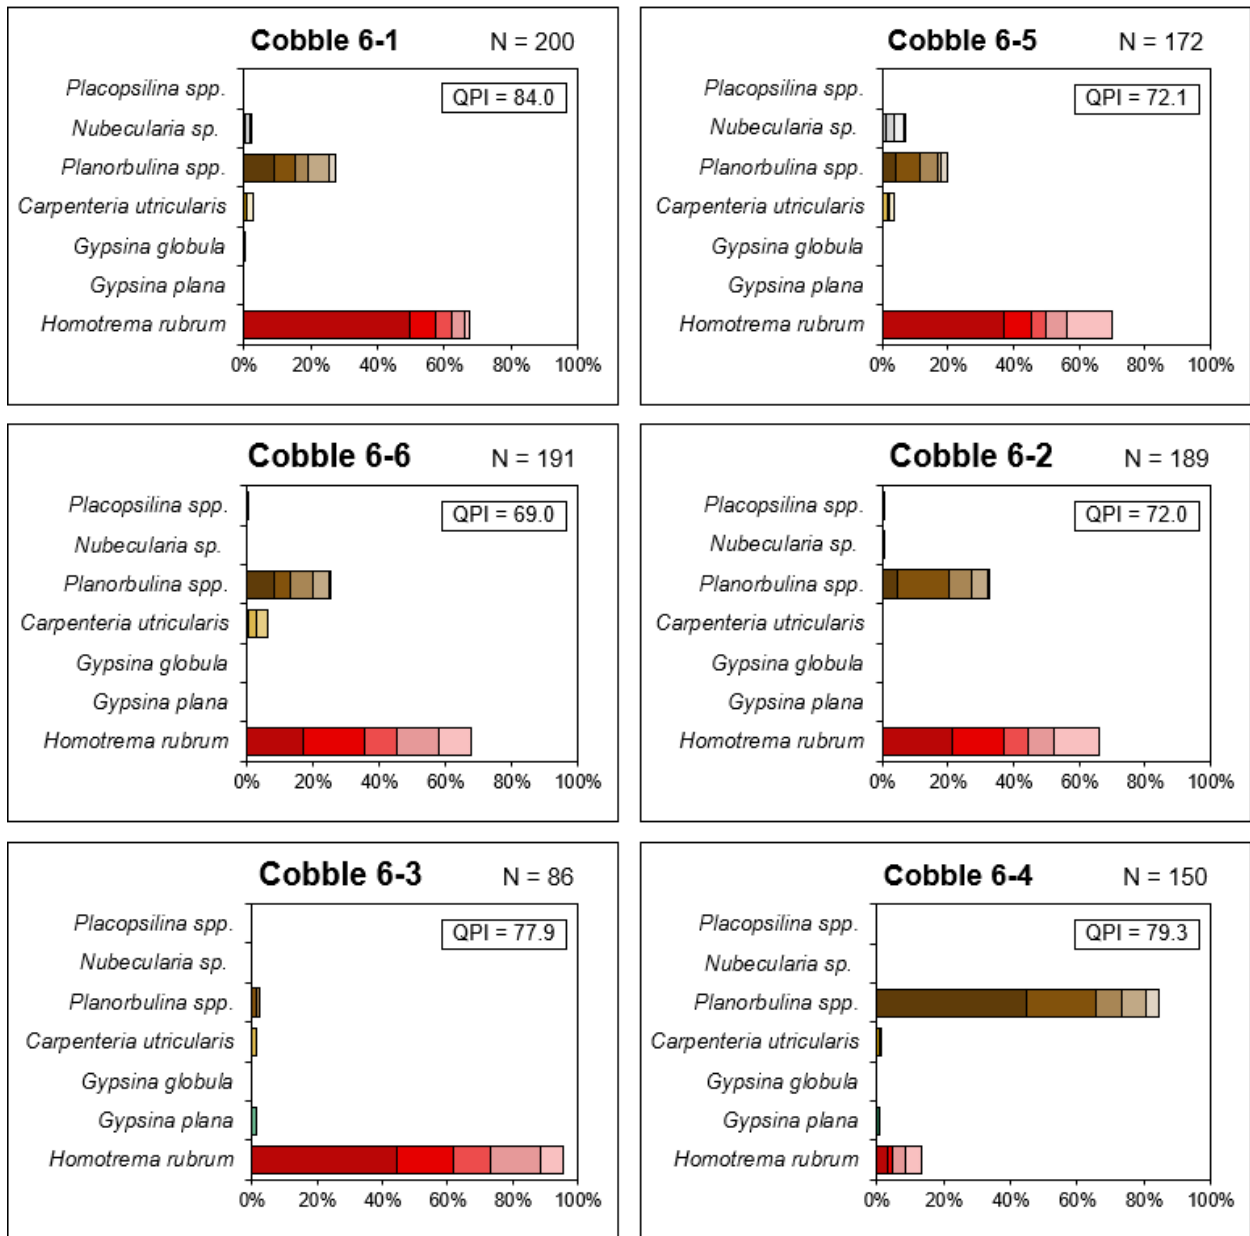 Cobble 6-1 N = 200
QPI = 84.0
Placopsilina spp.
Nubecularia sp.
Planorbulina spp.
Carpenteria utricularis
Gypsina globula
Gypsina plana
Homotrema rubrum
0% 20% 40% 60% 80% 100%
Cobble 6-5 N = 172
QPI = 72.1
Placopsilina spp.
Nubecularia sp.
Planorbulina spp.
Carpenteria utricularis
Gypsina globula
Gypsina plana
Homotrema rubrum
0% 20% 40% 60% 80% 100%
Cobble 6-6 N = 191
QPI = 69.0
Placopsilina spp.
Nubecularia sp.
Planorbulina spp.
Carpenteria utricularis
Gypsina globula
Gypsina plana
Homotrema rubrum
0% 20% 40% 60% 80% 100%
Cobble 6-2 N = 189
QPI = 72.0
Placopsilina spp.
Nubecularia sp.
Planorbulina spp.
Carpenteria utricularis
Gypsina globula
Gypsina plana
Homotrema rubrum
0% 20% 40% 60% 80% 100%
Cobble 6-3 N = 86
QPI = 77.9
Placopsilina spp.
Nubecularia sp.
Planorbulina spp.
Carpenteria utricularis
Gypsina globula
Gypsina plana
Homotrema rubrum
0% 20% 40% 60% 80% 100%
Cobble 6-4 N = 150
QPI = 79.3
Placopsilina spp.
Nubecularia sp.
Planorbulina spp.
Carpenteria utricularis
Gypsina globula
Gypsina plana
Homotrema rubrum
0% 20% 40% 60% 80% 100%